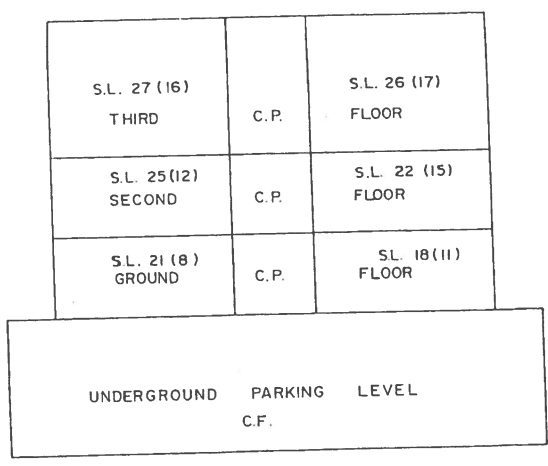 S.L. 27 (16) S.L. 26 (17)
THIRD C.P. FLOOR
S.L. 25(12) S.L. 22 (15)
SECOND C.P. FLOOR
S.L. 21 (8) S.L. 18(11)
GROUND C.P. FLOOR
UNDERGROUND PARKING LEVEL
C.F.